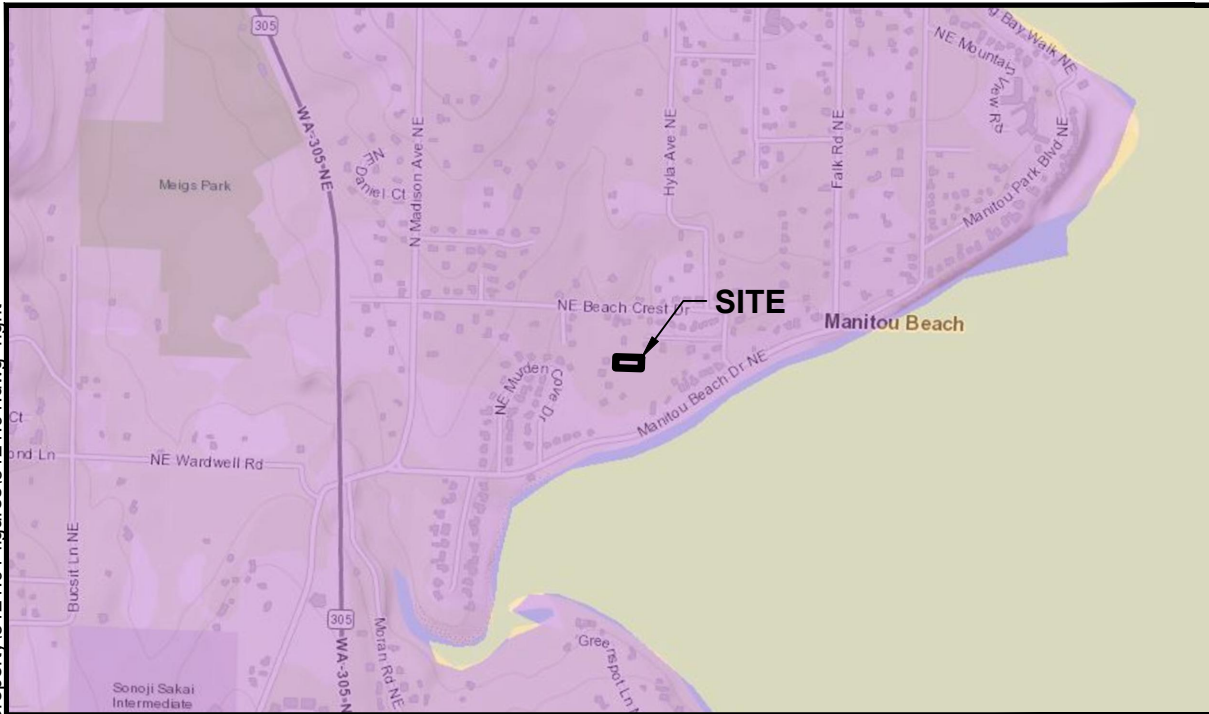 305
g Bay Walk NE
NE Mountain View Rd
WA-305-NE
N Madison Ave NE
Hyla Ave NE
Falk Rd NE
Manitou Park Blvd NE
Meigs Park
NE Daniel Ct
NE Beach Crest Dr
SITE
Manitou Beach
Manitou Beach Dr NE
NE Murden Cove Dr
Ct
ond Ln
NE Wardwell Rd
Bucsit Ln NE
305
WA-305-N
Moran Rd NE
Greenspot Ln N
Sonoji Sakai
Intermediate